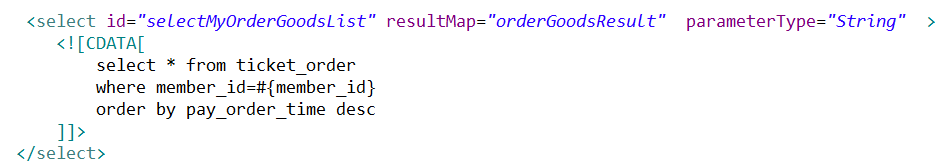 <select id="selectMyOrderGoodsList" resultMap="orderGoodsResult"  parameterType="String"  >
<![CDATA[
select * from ticket_order
where member_id=#{member_id}
order by pay_order_time desc
]]>
</select>